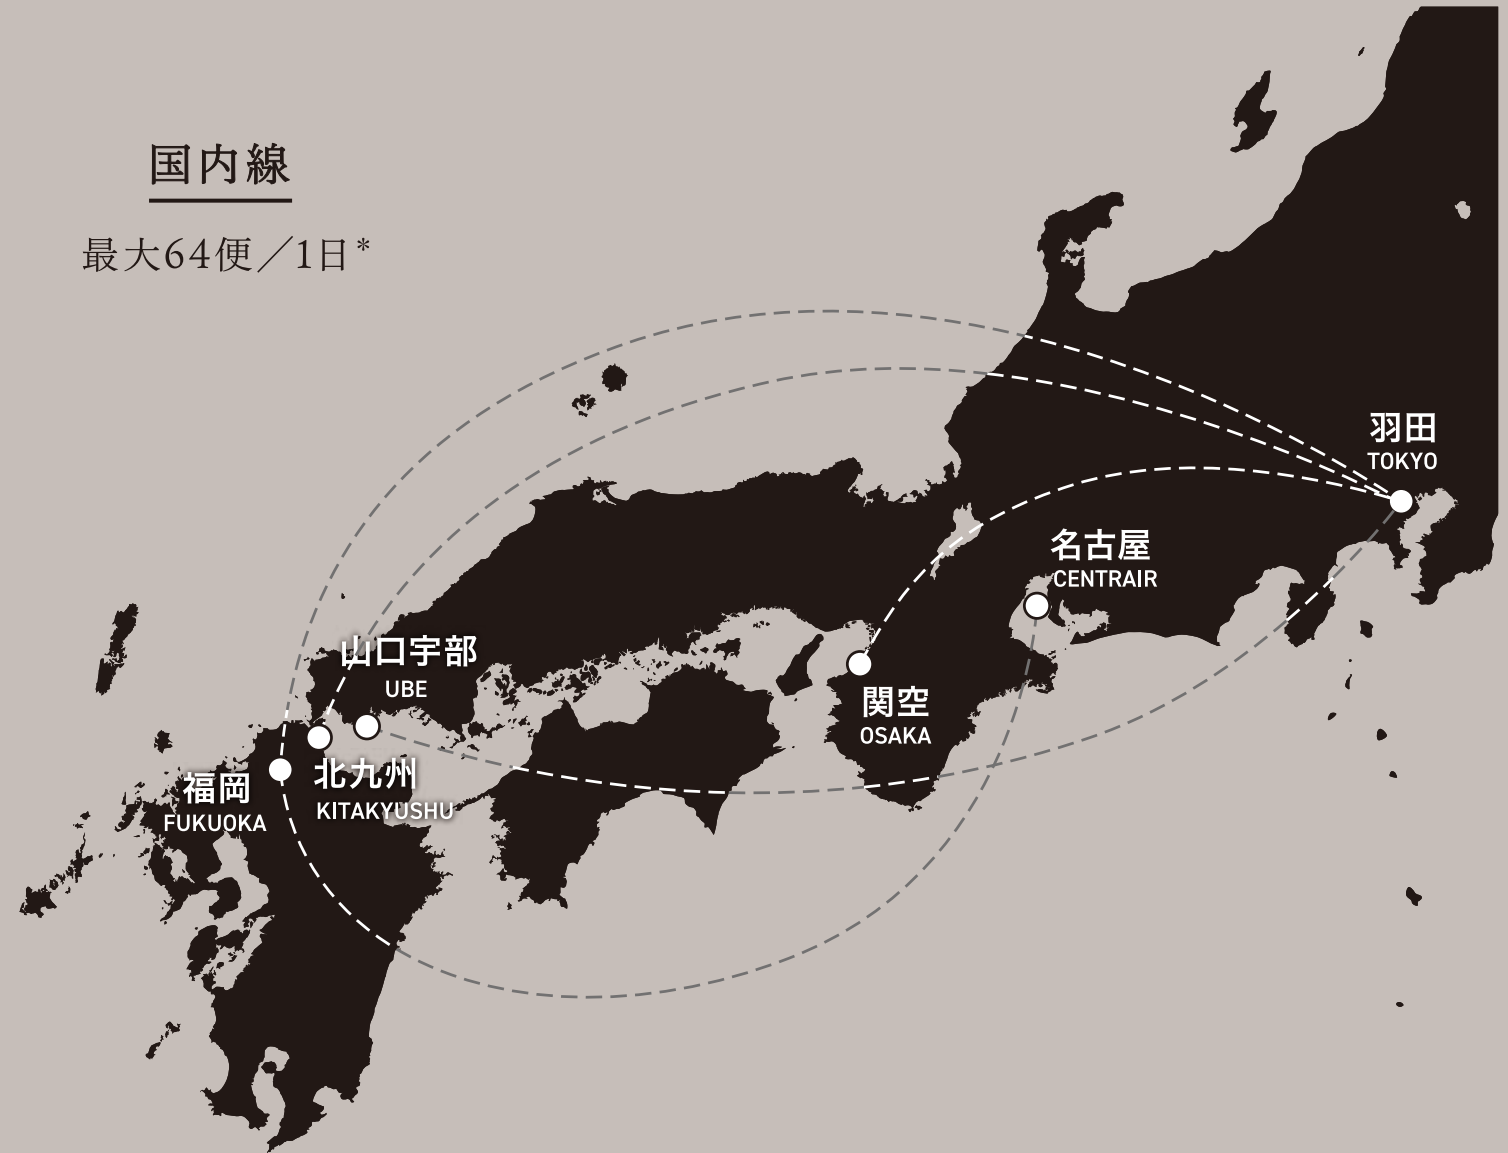 国内線
最大64便／1日*
羽田
TOKYO
名古屋
CENTRAIR
山口宇部
UBE
関空
OSAKA
北九州
KITAKYUSHU
福岡
FUKUOKA